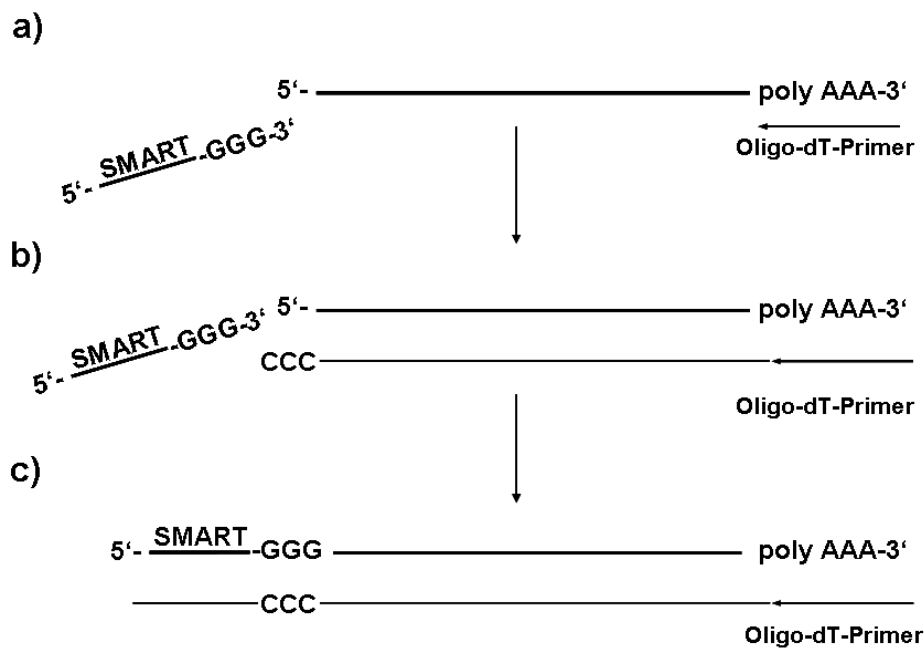 a)
5‘- poly AAA-3‘
Oligo-dT-Primer
5‘- SMART -GGG-3‘
b)
5‘- poly AAA-3‘
5‘- SMART -GGG-3‘
CCC
Oligo-dT-Primer
c)
5‘- SMART -GGG poly AAA-3‘
CCC
Oligo-dT-Primer